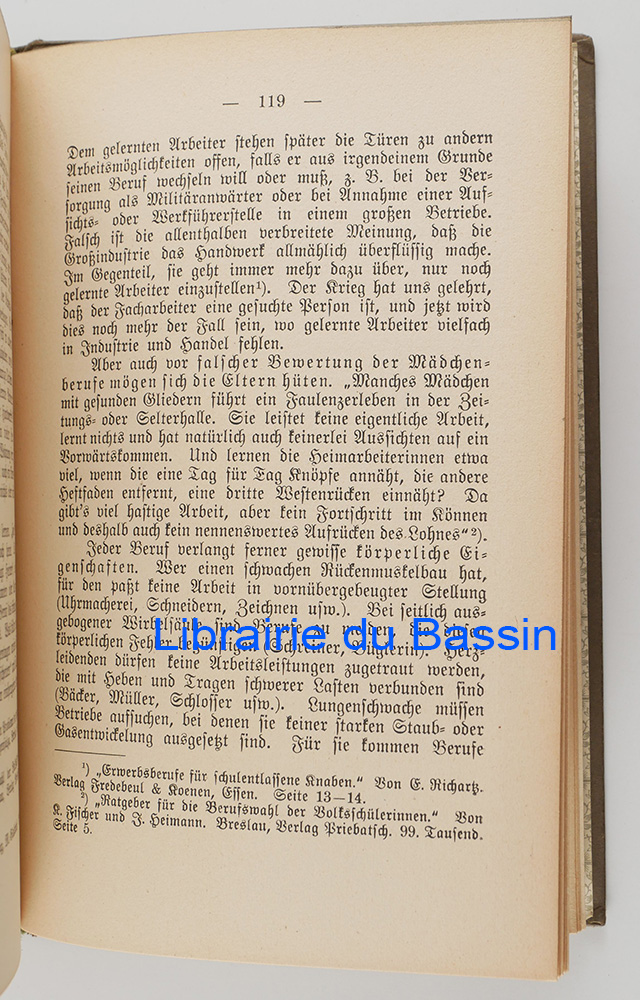 — 119 —
Dem gelernten Arbeiter stehen später die Türen zu andern
Arbeitsmöglichkeiten offen, falls er aus irgendeinem Grunde
seinen Beruf wechseln will oder muß, z. B. bei der Ver-
sorgung als Militäranwärter oder bei Annahme einer Auf-
sichts- oder Werkführerstelle in einem großen Betriebe.
Falsch ist die allenthalben verbreitete Meinung, daß die
Großindustrie das Handwerk allmählich überflüssig mache.
Im Gegenteil, sie geht immer mehr dazu über, nur noch
gelernte Arbeiter einzustellen¹). Der Krieg hat uns gelehrt,
daß der Facharbeiter eine gesuchte Person ist, und jetzt wird
dies noch mehr der Fall sein, wo gelernte Arbeiter vielfach
in Industrie und Handel fehlen.
Aber auch vor falscher Bewertung der Mädchen-
berufe mögen sich die Eltern hüten. „Manches Mädchen
mit gesunden Gliedern führt ein Faulenzerleben in der Zei-
tungs- oder Selterhalle. Sie leistet keine eigentliche Arbeit,
lernt nichts und hat natürlich auch keinerlei Aussichten auf ein
Vorwärtskommen. Und lernen die Heimarbeiterinnen etwa
viel, wenn die eine Tag für Tag Knöpfe annäht, die andere
Heftfaden entfernt, eine dritte Westenrücken einnäht? Da
gibt's viel hastige Arbeit, aber kein Fortschritt im Können
und deshalb auch kein nennenswertes Aufrücken des Lohnes“²).
Jeder Beruf verlangt ferner gewisse körperliche Ei-
genschaften. Wer einen schwachen Rückenmuskelbau hat,
für den paßt keine Arbeit in vornübergebeugter Stellung
(Uhrmacherei, Schneidern, Zeichnen usw.). Bei seitlich aus-
gebogener Wirbelsäule sind Berufe zu meiden, die diesen
Librairie du Bassin
körperlichen Fehler begünstigen (Schreiner, Büglerin). Herz-
leidenden dürfen keine Arbeitsleistungen zugetraut werden,
die mit Heben und Tragen schwerer Lasten verbunden sind
(Bäcker, Müller, Schlosser usw.). Lungenschwache müssen
Betriebe aufsuchen, bei denen sie keiner starken Staub- oder
Gasentwickelung ausgesetzt sind. Für sie kommen Berufe
¹) „Erwerbsberufe für schulentlassene Knaben.“ Von E. Richartz.
Verlag Fredebeul & Koenen, Essen. Seite 13—14.
²) „Ratgeber für die Berufswahl der Volksschülerinnen.“ Von
K. Fischer und J. Heimann. Breslau, Verlag Priebatsch. 99. Tausend.
Seite 5.